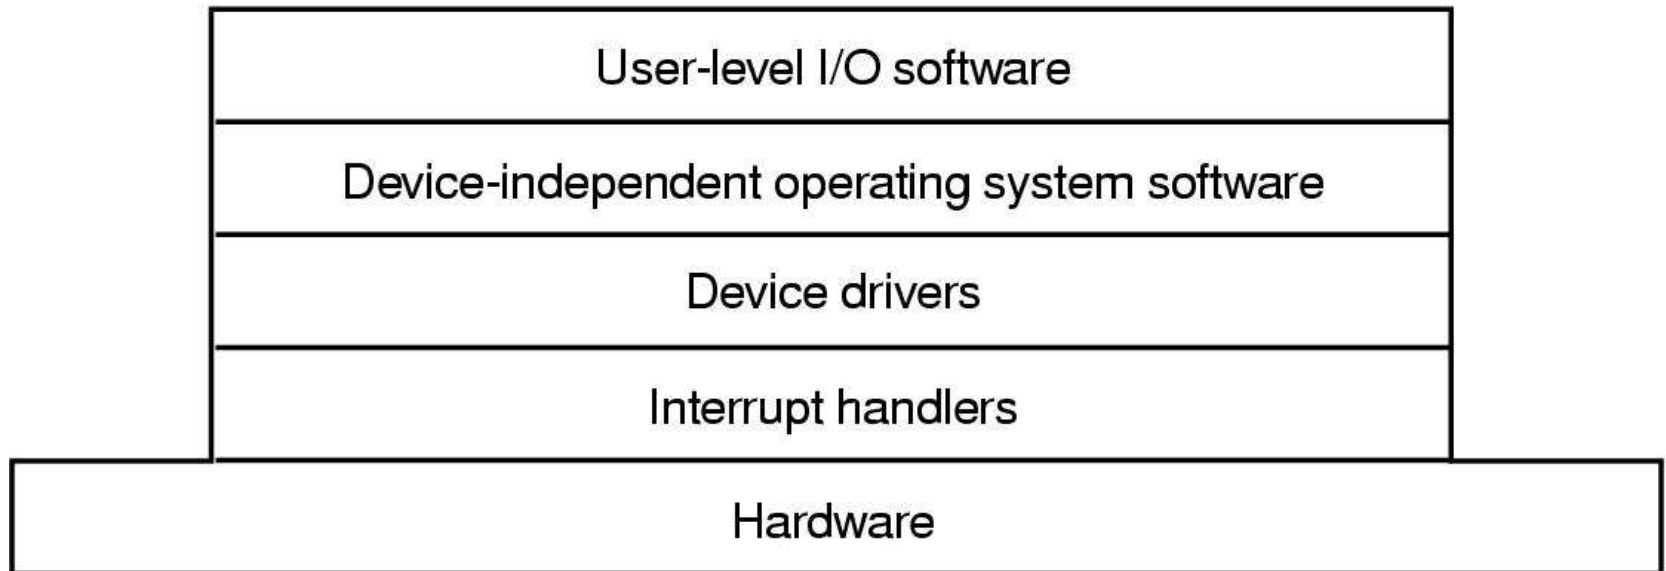 User-level I/O software
Device-independent operating system software
Device drivers
Interrupt handlers
Hardware